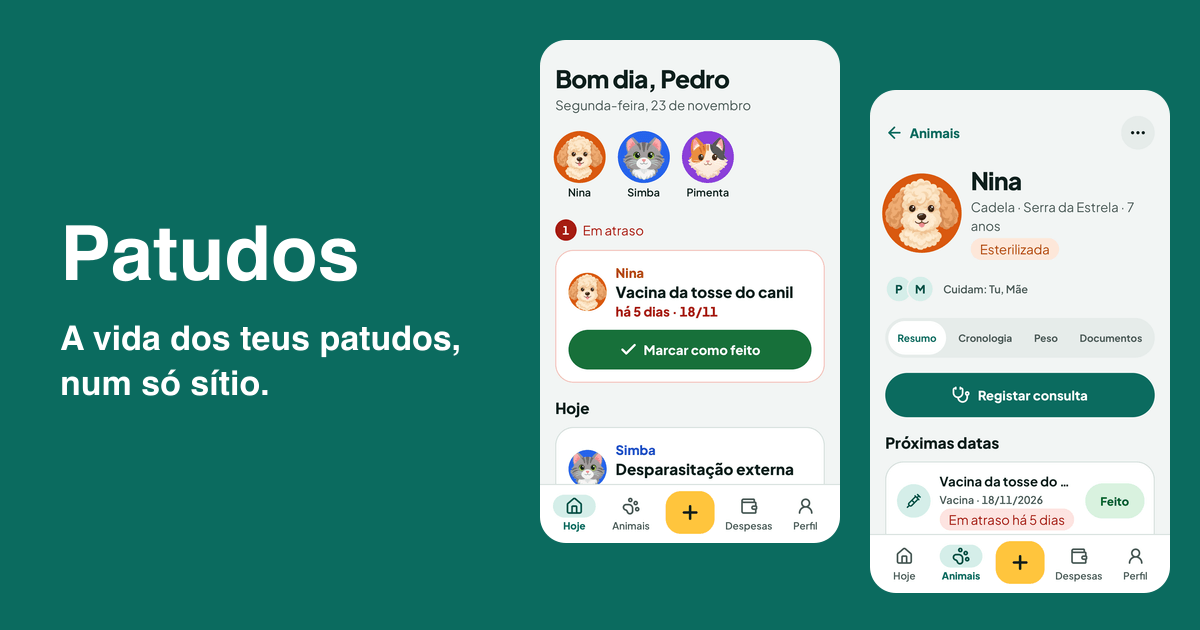 Patudos
A vida dos teus patudos,
num só sítio.
Bom dia, Pedro
Segunda-feira, 23 de novembro
Nina
Simba
Pimenta
1 Em atraso
Nina
Vacina da tosse do canil
há 5 dias · 18/11
Marcar como feito
Hoje
Simba
Desparasitação externa
Hoje
Animais
+
Despesas
Perfil
Animais
Nina
Cadela · Serra da Estrela · 7
anos
Esterilizada
P M Cuidam: Tu, Mãe
Resumo
Cronologia
Peso
Documentos
Registar consulta
Próximas datas
Vacina da tosse do …
Vacina · 18/11/2026
Em atraso há 5 dias
Feito
Hoje
Animais
+
Despesas
Perfil